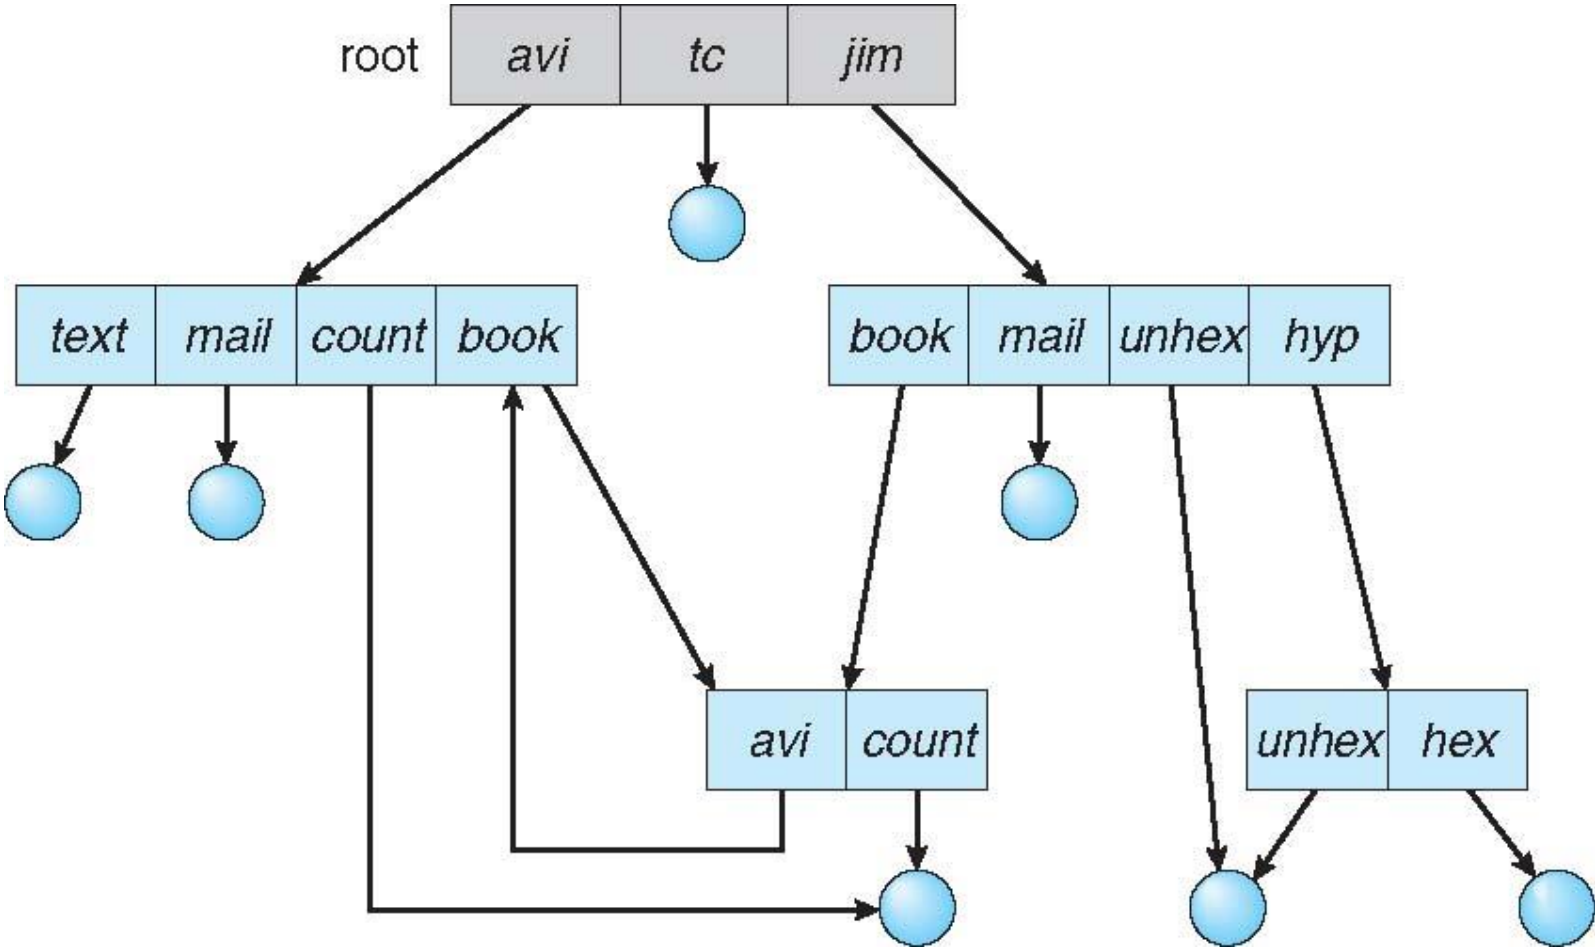 root avi tc jim
text mail count book book mail unhex hyp
avi count unhex hex